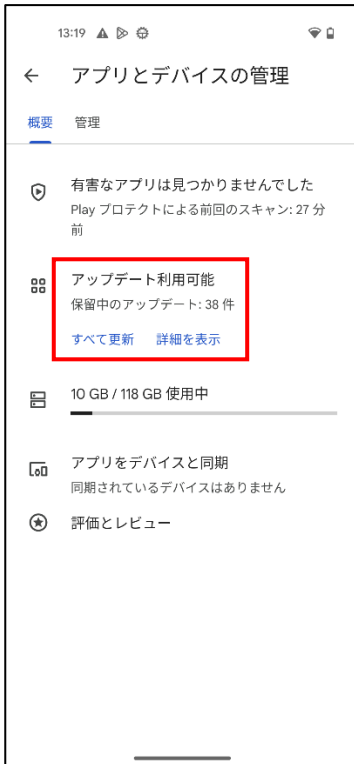 13:19
アプリとデバイスの管理
概要 管理
有害なアプリは見つかりませんでした
Play プロテクトによる前回のスキャン: 27 分
前
アップデート利用可能
保留中のアップデート: 38 件
すべて更新 詳細を表示
10 GB / 118 GB 使用中
アプリをデバイスと同期
同期されているデバイスはありません
評価とレビュー